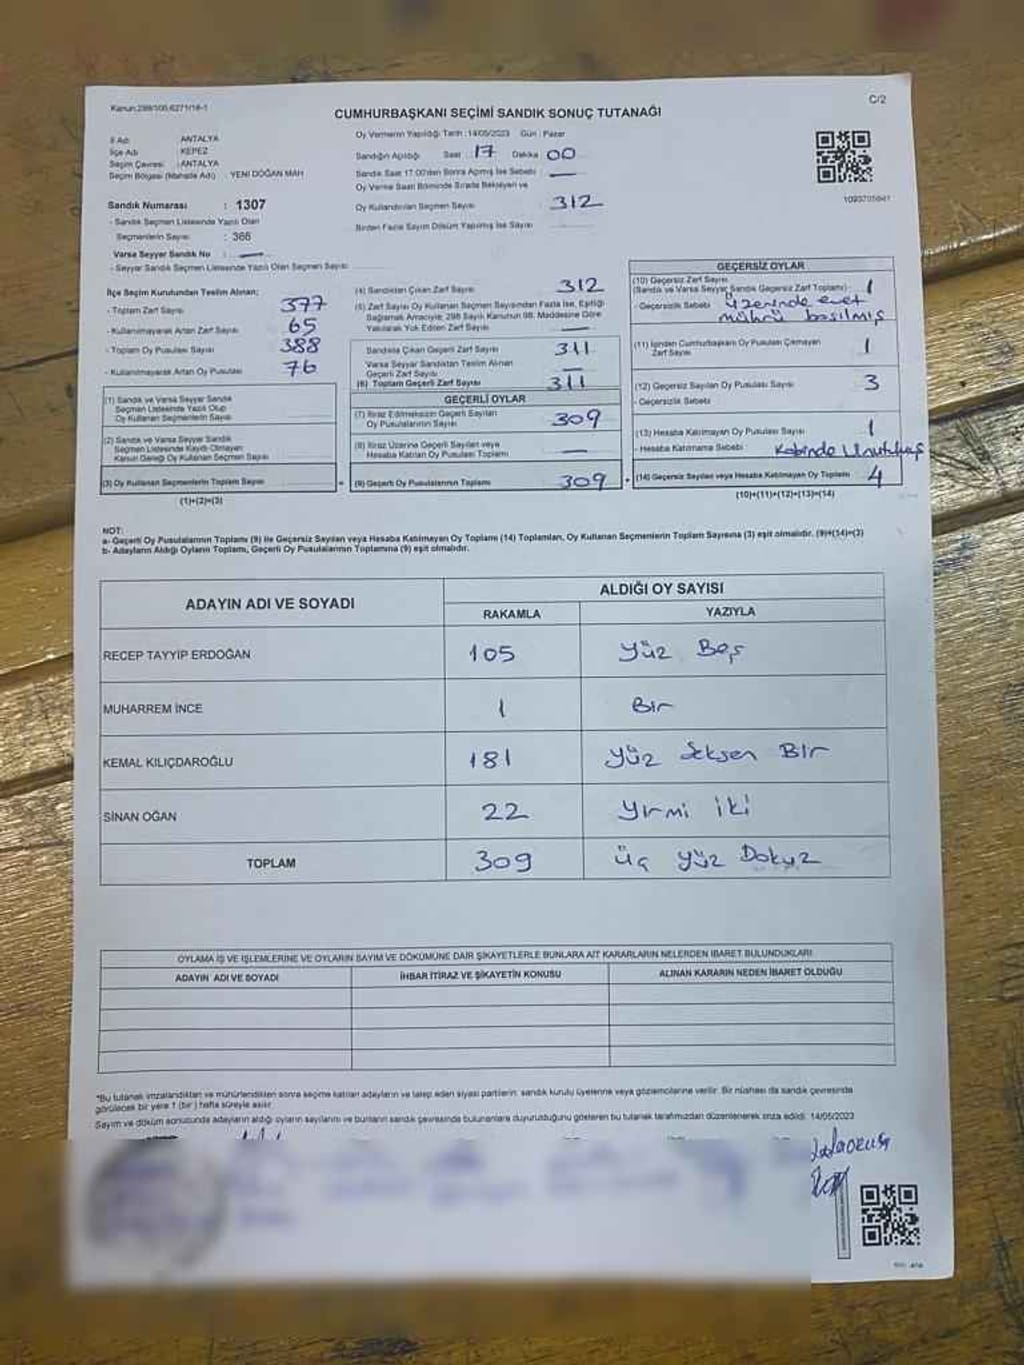 Kanun:298/105,6271/18-1
C/2
CUMHURBAŞKANI SEÇİMİ SANDIK SONUÇ TUTANAĞI
İl Adı : ANTALYA
İlçe Adı : KEPEZ
Seçim Çevresi : ANTALYA
Seçim Bölgesi (Mahalle Adı) : YENİ DOĞAN MAH
Sandık Numarası : 1307
- Sandık Seçmen Listesinde Yazılı Olan
Seçmenlerin Sayısı : 366
Varsa Seyyar Sandık No : —
- Seyyar Sandık Seçmen Listesinde Yazılı Olan Seçmen Sayısı
Oy Vermenin Yapıldığı Tarih : 14/05/2023 Gün : Pazar
Sandığın Açıldığı Saat : 17 Dakika 00
Sandık Saat 17:00'den Sonra Açılmış İse Sebebi : —
Oy Verme Saati Bitiminde Sırada Bekleyen ve
Oy Kullandırılan Seçmen Sayısı 312
Birden Fazla Sayım Döküm Yapılmış İse Sayısı
İlçe Seçim Kurulundan Teslim Alınan;
- Toplam Zarf Sayısı 377
- Kullanılmayarak Artan Zarf Sayısı 65
- Toplam Oy Pusulası Sayısı 388
- Kullanılmayarak Artan Oy Pusulası 76
(1) Sandık ve Varsa Seyyar Sandık
Seçmen Listesinde Yazılı Olup
Oy Kullanan Seçmen Sayısı
(2) Sandık ve Varsa Seyyar Sandık
Seçmen Listesinde Kayıtlı Olmayan
Kanun Gereği Oy Kullanan Seçmen Sayısı
(3) Oy Kullanan Seçmenlerin Toplam Sayısı
(1)+(2)=(3)
(4) Sandıktan Çıkan Zarf Sayısı 312
(5) Zarf Sayısı Oy Kullanan Seçmen Sayısından Fazla İse, Eşitliği
Sağlamak Amacıyla, 298 Sayılı Kanunun 98. Maddesine Göre
Yakılarak Yok Edilen Zarf Sayısı —
Sandıkta Çıkan Geçerli Zarf Sayısı 311
Varsa Seyyar Sandıktan Teslim Alınan
Geçerli Zarf Sayısı —
(6) Toplam Geçerli Zarf Sayısı 311
GEÇERLİ OYLAR
(7) İtiraz Edilmeksizin Geçerli Sayılan
Oy Pusulalarının Sayısı 309
(8) İtiraz Üzerine Geçerli Sayılan veya
Hesaba Katılan Oy Pusulası Toplamı —
= (9) Geçerli Oy Pusulalarının Toplamı 309
GEÇERSİZ OYLAR
(10) Geçersiz Zarf Sayısı
(Sandık ve Varsa Seyyar Sandık Geçersiz Zarf Toplamı) : 1
- Geçersizlik Sebebi üzerinde evet
mührü basılmış
(11) İçinden Cumhurbaşkanı Oy Pusulası Çıkmayan
Zarf Sayısı 1
(12) Geçersiz Sayılan Oy Pusulası Sayısı 3
- Geçersizlik Sebebi
(13) Hesaba Katılmayan Oy Pusulası Sayısı 1
- Hesaba Katılmama Sebebi Kabinde Unutulmuş
+ (14) Geçersiz Sayılan veya Hesaba Katılmayan Oy Toplamı 4
(10)+(11)+(12)+(13)=(14)
NOT:
a- Geçerli Oy Pusulalarının Toplamı (9) ile Geçersiz Sayılan veya Hesaba Katılmayan Oy Toplamı (14) Toplamları, Oy Kullanan Seçmenlerin Toplam Sayısına (3) eşit olmalıdır. (9)+(14)=(3)
b- Adayların Aldığı Oyların Toplamı, Geçerli Oy Pusulalarının Toplamına (9) eşit olmalıdır.
ADAYIN ADI VE SOYADI ALDIĞI OY SAYISI
RAKAMLA YAZIYLA
RECEP TAYYİP ERDOĞAN 105 Yüz Beş
MUHARREM İNCE 1 Bir
KEMAL KILIÇDAROĞLU 181 Yüz Seksen Bir
SİNAN OĞAN 22 Yirmi iki
TOPLAM 309 Üç Yüz Dokuz
OYLAMA İŞ VE İŞLEMLERİNE VE OYLARIN SAYIM VE DÖKÜMÜNE DAİR ŞİKAYETLERLE BUNLARA AİT KARARLARIN NELERDEN İBARET BULUNDUKLARI
ADAYIN ADI VE SOYADI İHBAR İTİRAZ VE ŞİKAYETİN KONUSU ALINAN KARARIN NEDEN İBARET OLDUĞU
*Bu tutanak imzalandıktan ve mühürlendikten sonra seçime katılan adayların ve talep eden siyasi partilerin, sandık kurulu üyelerine veya gözlemcilerine verilir. Bir nüshası da sandık çevresinde
görülecek bir yere 1 (bir) hafta süreyle asılır.
Sayım ve döküm sonucunda adayların aldığı oyların sayılarını ve bunların sandık çevresinde bulunanlara duyurulduğunu gösteren bu tutanak tarafımızdan düzenlenerek imza edildi. 14/05/2023